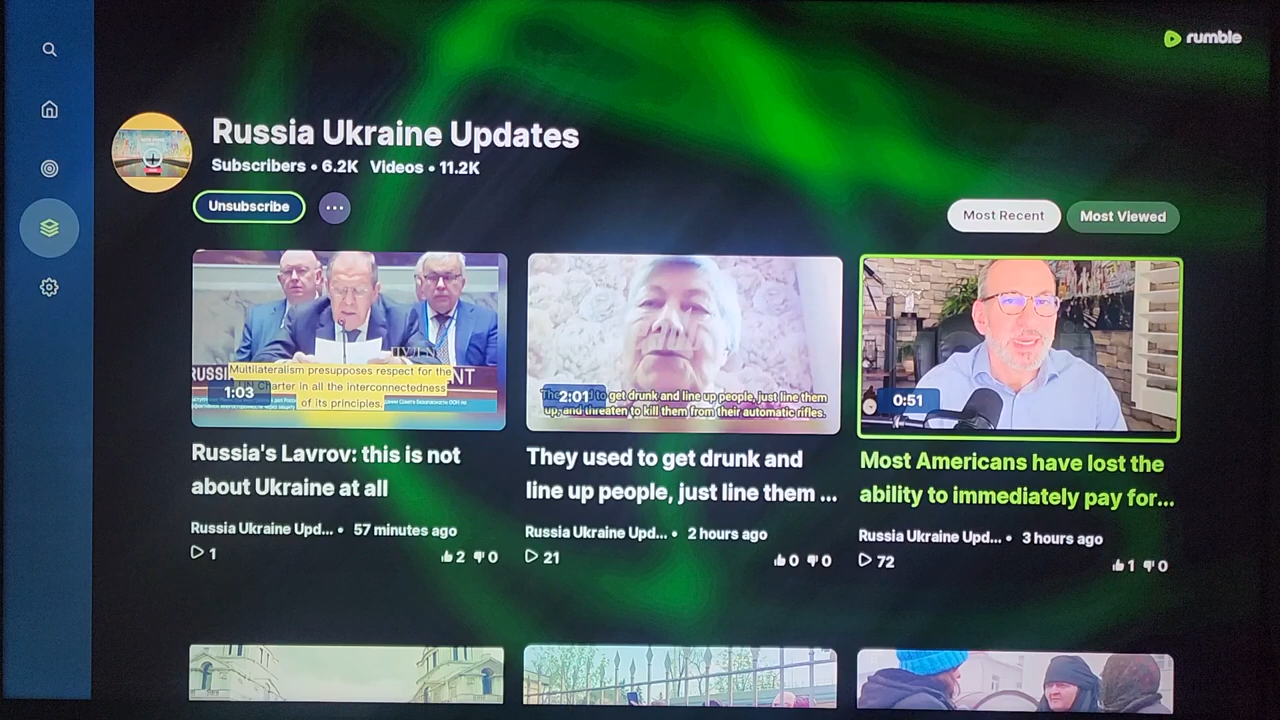 rumble
Russia Ukraine Updates
Subscribers • 6.2K Videos • 11.2K
Unsubscribe
Most Recent
Most Viewed
Multilateralism presupposes respect for the
UN Charter in all the interconnectedness
of its principles.
1:03
to get drunk and line up people, just line them
up, and threaten to kill them from their automatic rifles.
2:01
0:51
Russia's Lavrov: this is not
about Ukraine at all
Russia Ukraine Upd... • 57 minutes ago
1 2 0
They used to get drunk and
line up people, just line them ...
Russia Ukraine Upd... • 2 hours ago
21 0 0
Most Americans have lost the
ability to immediately pay for...
Russia Ukraine Upd... • 3 hours ago
72 1 0